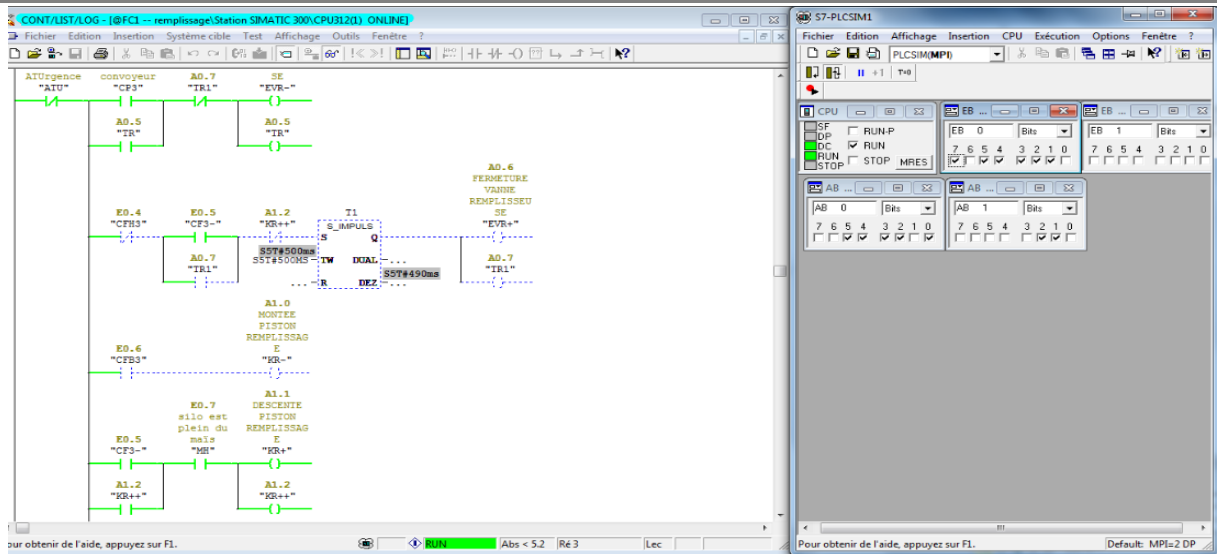 CONT/LIST/LOG - [@FC1 -- remplissage\Station SIMATIC 300\CPU312(1) ONLINE]
Fichier Edition Insertion Système cible Test Affichage Outils Fenêtre ?
ATUrgence convoyeur A0.7 SE
"ATU" "CP3" "TR1" "EVR-"
A0.5 A0.5
"TR" "TR"
A0.6
FERMETURE
VANNE
REMPLISSEU
E0.4 E0.5 A1.2 T1 SE
"CFH3" "CF3-" "KR++" S_IMPULS "EVR+"
S Q
S5T#500ms
A0.7 S5T#500MS TW DUAL ... A0.7
"TR1" S5T#490ms "TR1"
... R DEZ ...
A1.0
MONTEE
PISTON
REMPLISSAG
E0.6 E
"CFB3" "KR-"
A1.1
E0.7 DESCENTE
silo est PISTON
plein du REMPLISSAG
E0.5 maïs E
"CF3-" "MH" "KR+"
A1.2 A1.2
"KR++" "KR++"
Pour obtenir de l'aide, appuyez sur F1. RUN Abs < 5.2 Ré 3 Lec
S7-PLCSIM1
Fichier Edition Affichage Insertion CPU Exécution Options Fenêtre ?
PLCSIM(MPI)
+1 T=0
CPU
SF
DP
DC
RUN
STOP
RUN-P
RUN
STOP MRES
EB ...
EB 0 Bits
7 6 5 4 3 2 1 0
EB ...
EB 1 Bits
7 6 5 4 3 2 1 0
AB ...
AB 0 Bits
7 6 5 4 3 2 1 0
AB ...
AB 1 Bits
7 6 5 4 3 2 1 0
Pour obtenir de l'aide, appuyez sur F1. Default: MPI=2 DP